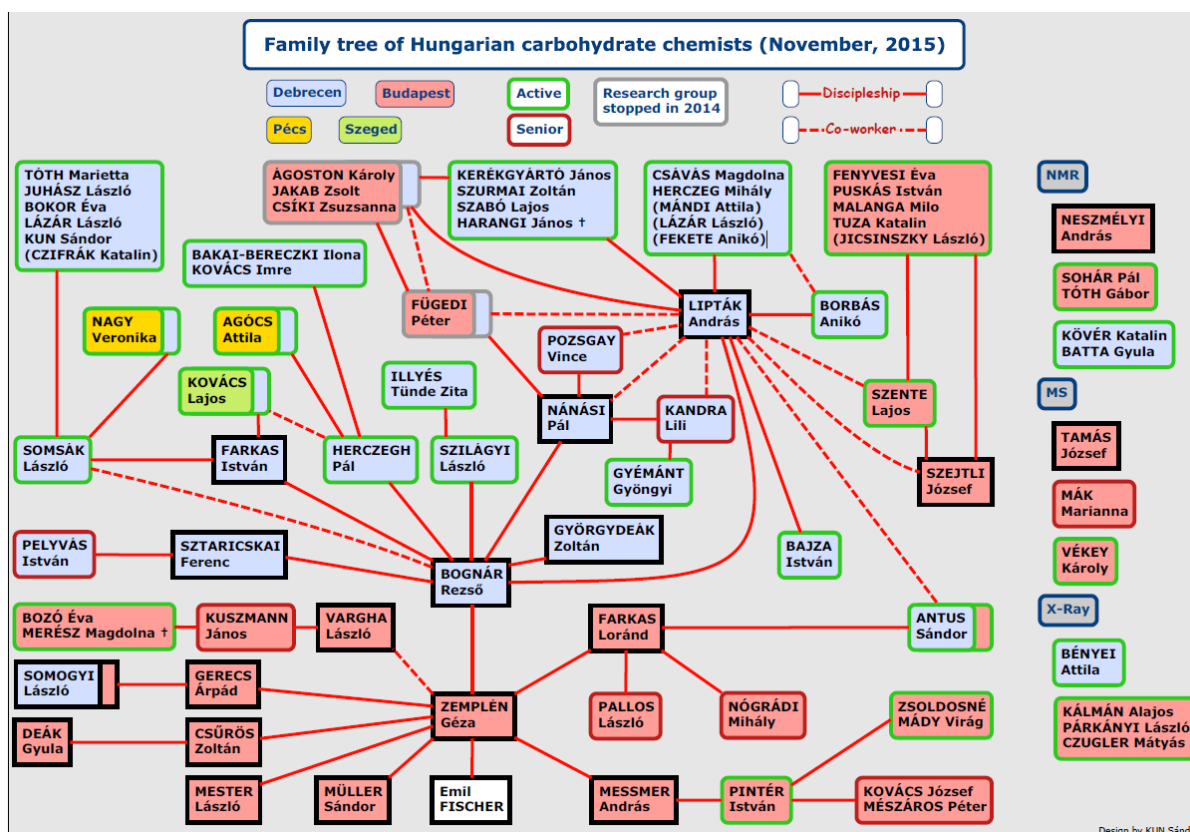 Family tree of Hungarian carbohydrate chemists (November, 2015)
Debrecen
Budapest
Active
Research group
stopped in 2014
Discipleship
Pécs
Szeged
Senior
Co-worker
TÓTH Marietta
JUHÁSZ László
BOKOR Éva
LÁZÁR László
KUN Sándor
(CZIFRÁK Katalin)
ÁGOSTON Károly
JAKAB Zsolt
CSÍKI Zsuzsanna
KERÉKGYÁRTÓ János
SZURMAI Zoltán
SZABÓ Lajos
HARANGI János †
CSÁVÁS Magdolna
HERCZEG Mihály
(MÁNDI Attila)
(LÁZÁR László)
(FEKETE Anikó)
FENYVESI Éva
PUSKÁS István
MALANGA Milo
TUZA Katalin
(JICSINSZKY László)
NMR
NESZMÉLYI
András
BAKAI-BERECZKI Ilona
KOVÁCS Imre
SOHÁR Pál
TÓTH Gábor
NAGY
Veronika
AGÓCS
Attila
FÜGEDI
Péter
LIPTÁK
András
BORBÁS
Anikó
KÖVÉR Katalin
BATTA Gyula
POZSGAY
Vince
KOVÁCS
Lajos
ILLYÉS
Tünde Zita
SZENTE
Lajos
MS
NÁNÁSI
Pál
KANDRA
Lili
SOMSÁK
László
FARKAS
István
HERCZEGH
Pál
SZILÁGYI
László
GYÉMÁNT
Gyöngyi
SZEJTLI
József
TAMÁS
József
MÁK
Marianna
PELYVÁS
István
SZTARICSKAI
Ferenc
GYÖRGYDEÁK
Zoltán
BAJZA
István
VÉKEY
Károly
BOGNÁR
Rezső
X-Ray
BOZÓ Éva
MERÉSZ Magdolna †
KUSZMANN
János
VARGHA
László
FARKAS
Loránd
ANTUS
Sándor
BÉNYEI
Attila
SOMOGYI
László
GERECS
Árpád
ZEMPLÉN
Géza
PALLOS
László
NÓGRÁDI
Mihály
ZSOLDOSNÉ
MÁDY Virág
KÁLMÁN Alajos
PÁRKÁNYI László
CZUGLER Mátyás
DEÁK
Gyula
CSŰRÖS
Zoltán
MESTER
László
MÜLLER
Sándor
Emil
FISCHER
MESSMER
András
PINTÉR
István
KOVÁCS József
MÉSZÁROS Péter
Design by KUN Sánd